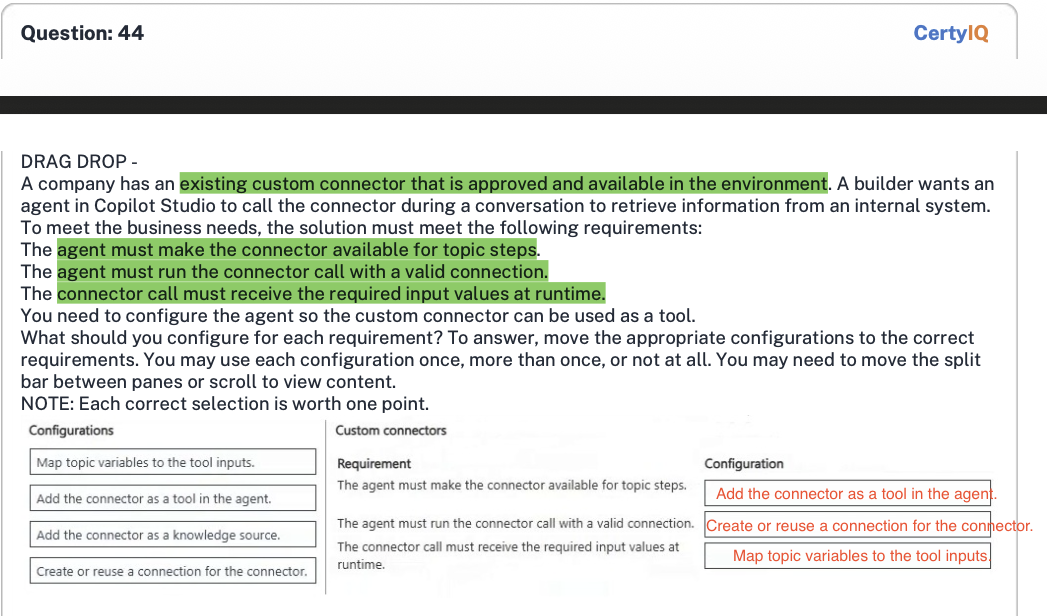 Question: 44
CertyIQ
DRAG DROP -
A company has an existing custom connector that is approved and available in the environment. A builder wants an
agent in Copilot Studio to call the connector during a conversation to retrieve information from an internal system.
To meet the business needs, the solution must meet the following requirements:
The agent must make the connector available for topic steps.
The agent must run the connector call with a valid connection.
The connector call must receive the required input values at runtime.
You need to configure the agent so the custom connector can be used as a tool.
What should you configure for each requirement? To answer, move the appropriate configurations to the correct
requirements. You may use each configuration once, more than once, or not at all. You may need to move the split
bar between panes or scroll to view content.
NOTE: Each correct selection is worth one point.
Configurations
Map topic variables to the tool inputs.
Add the connector as a tool in the agent.
Add the connector as a knowledge source.
Create or reuse a connection for the connector.
Custom connectors
Requirement
Configuration
The agent must make the connector available for topic steps.
Add the connector as a tool in the agent.
The agent must run the connector call with a valid connection.
Create or reuse a connection for the connector.
The connector call must receive the required input values at
runtime.
Map topic variables to the tool inputs.